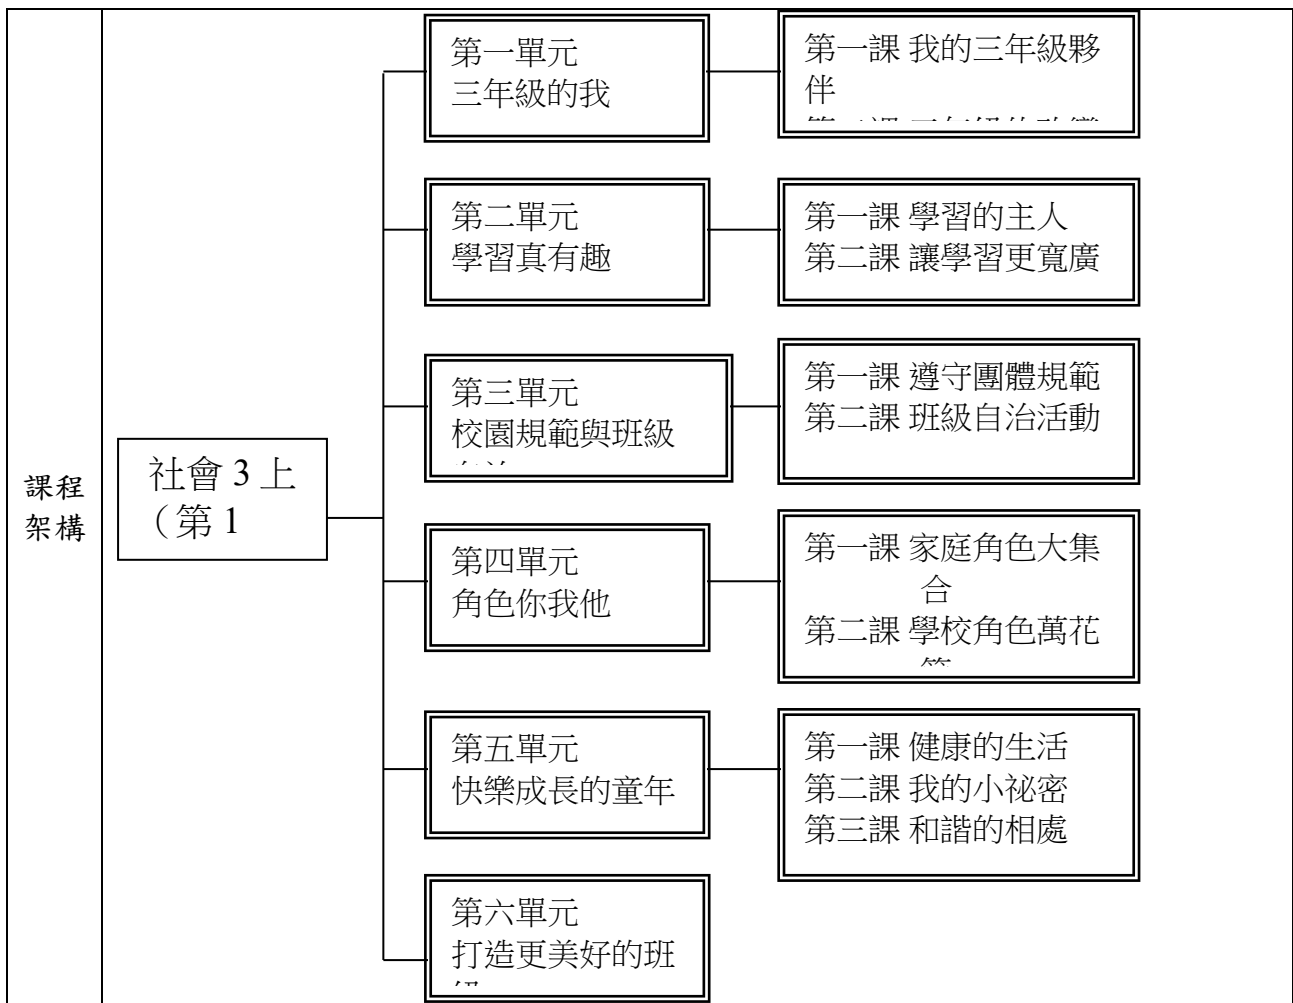 課程
架構
社會 3 上
（第 1
第一單元
三年級的我
第一課 我的三年級夥
伴
第二單元
學習真有趣
第一課 學習的主人
第二課 讓學習更寬廣
第三單元
校園規範與班級
第一課 遵守團體規範
第二課 班級自治活動
第四單元
角色你我他
第一課 家庭角色大集
合
第二課 學校角色萬花
第五單元
快樂成長的童年
第一課 健康的生活
第二課 我的小祕密
第三課 和諧的相處
第六單元
打造更美好的班